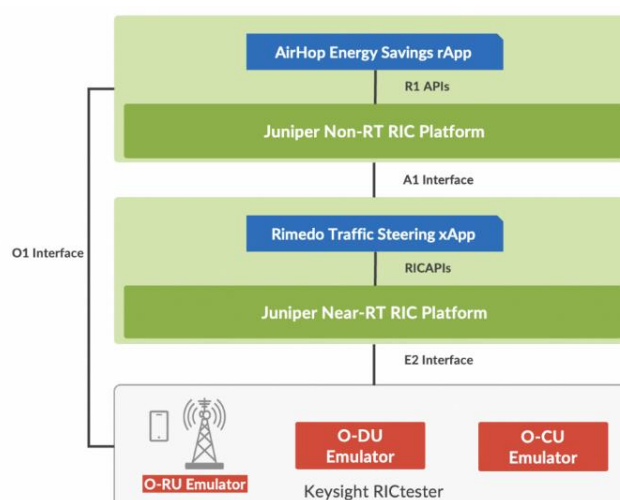 AirHop Energy Savings rApp
R1 APIs
Juniper Non-RT RIC Platform
A1 Interface
Rimedo Traffic Steering xApp
O1 Interface
RICAPIs
Juniper Near-RT RIC Platform
E2 Interface
O-DU
Emulator
O-CU
Emulator
O-RU Emulator
Keysight RICtester